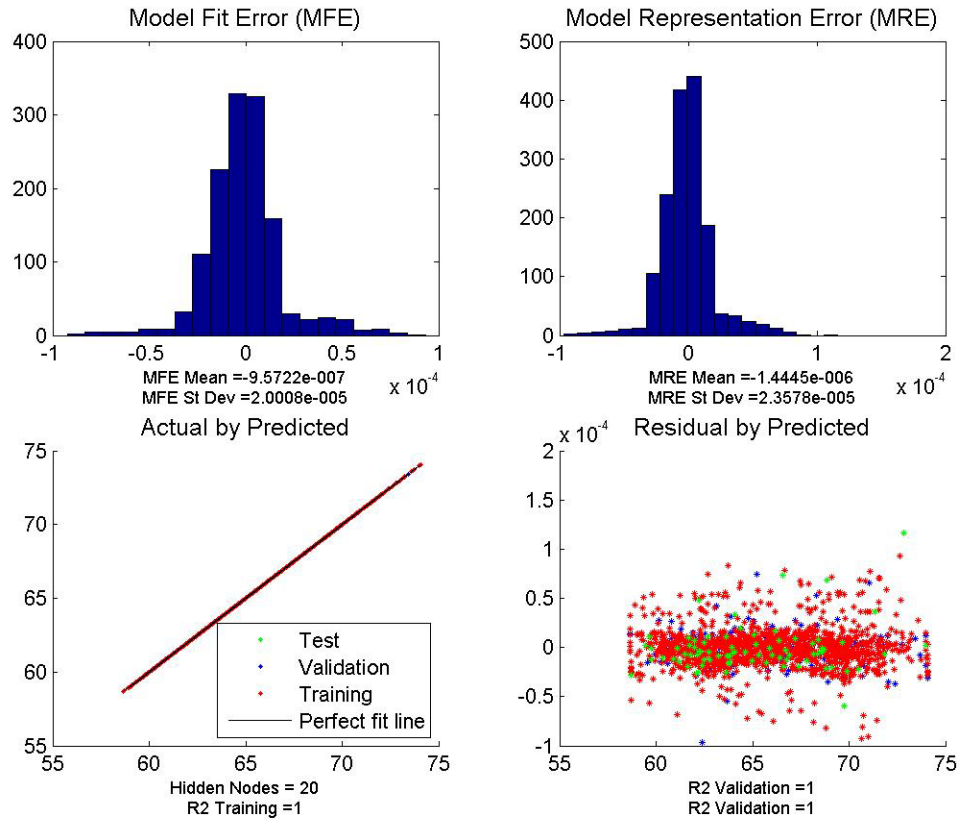 Model Fit Error (MFE)
400
300
200
100
0
-1
-0.5
0
0.5
1
x 10^-4
MFE Mean =-9.5722e-007
MFE St Dev =2.0008e-005
Model Representation Error (MRE)
500
400
300
200
100
0
-1
0
1
2
x 10^-4
MRE Mean =-1.4445e-006
MRE St Dev =2.3578e-005
Actual by Predicted
75
70
65
60
55
55
60
65
70
75
Test
Validation
Training
Perfect fit line
Hidden Nodes = 20
R2 Training =1
Residual by Predicted
x 10^-4
2
1.5
1
0.5
0
-0.5
-1
55
60
65
70
75
R2 Validation =1
R2 Validation =1